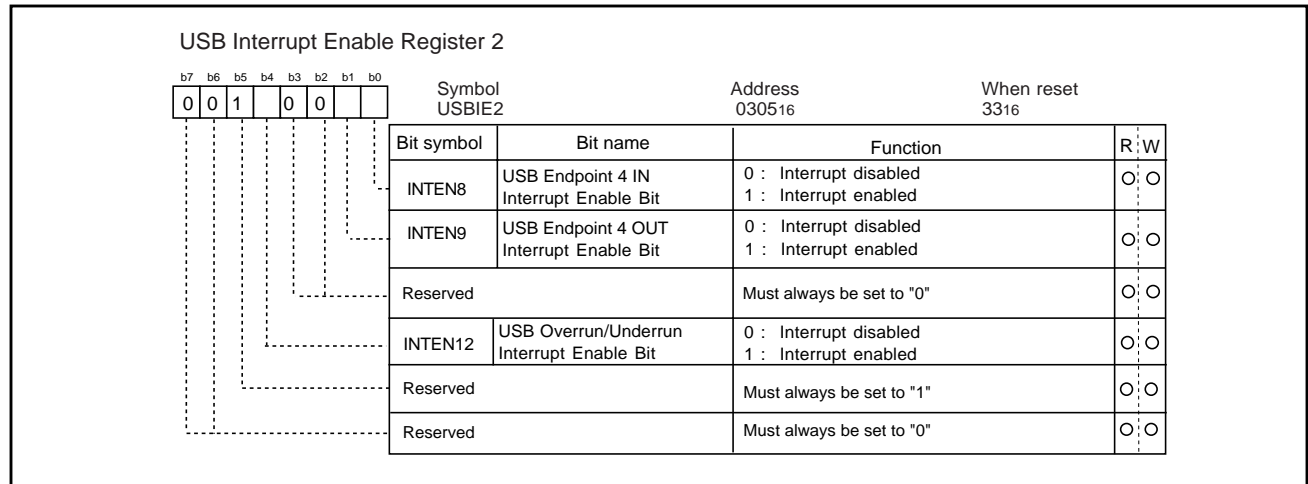 USB Interrupt Enable Register 2
b7 b6 b5 b4 b3 b2 b1 b0
0 0 1 0 0
Symbol Address When reset
USBIE2 030516 3316
Bit symbol Bit name Function R W
INTEN8 USB Endpoint 4 IN 0 : Interrupt disabled O O
Interrupt Enable Bit 1 : Interrupt enabled
INTEN9 USB Endpoint 4 OUT 0 : Interrupt disabled O O
Interrupt Enable Bit 1 : Interrupt enabled
Reserved Must always be set to "0" O O
INTEN12 USB Overrun/Underrun 0 : Interrupt disabled O O
Interrupt Enable Bit 1 : Interrupt enabled
Reserved Must always be set to "1" O O
Reserved Must always be set to "0" O O